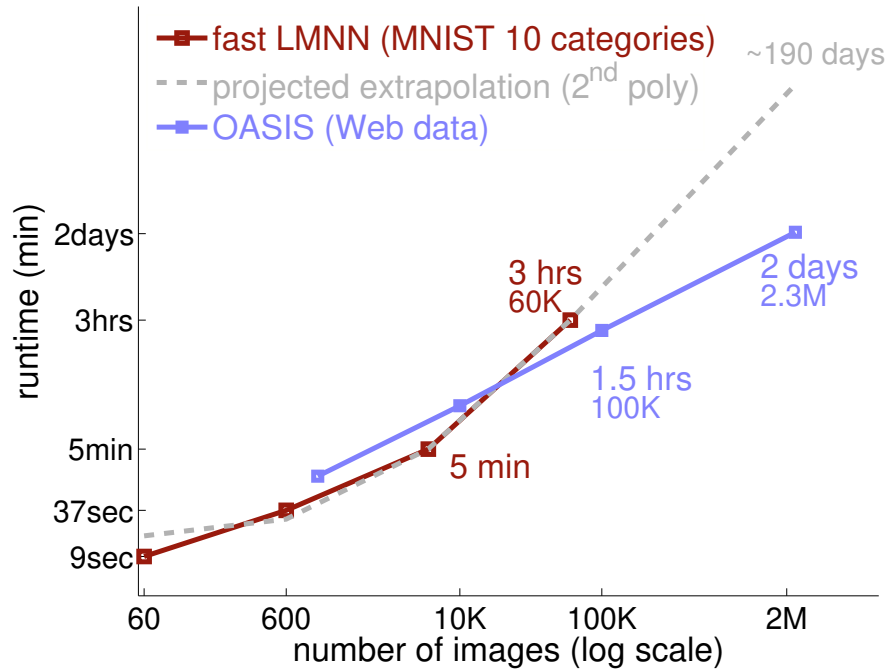 fast LMNN (MNIST 10 categories)
projected extrapolation (2nd poly)
OASIS (Web data)
~190 days
runtime (min)
2days
3hrs
5min
37sec
9sec
3 hrs
60K
2 days
2.3M
1.5 hrs
100K
5 min
60
600
10K
100K
2M
number of images (log scale)